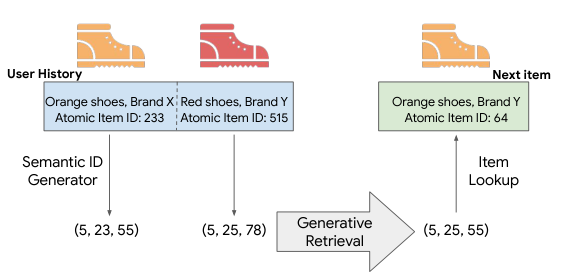 User History
Next item
Orange shoes, Brand X
Atomic Item ID: 233
Red shoes, Brand Y
Atomic Item ID: 515
Orange shoes, Brand Y
Atomic Item ID: 64
Semantic ID
Generator
Item
Lookup
(5, 23, 55)
(5, 25, 78)
Generative
Retrieval
(5, 25, 55)